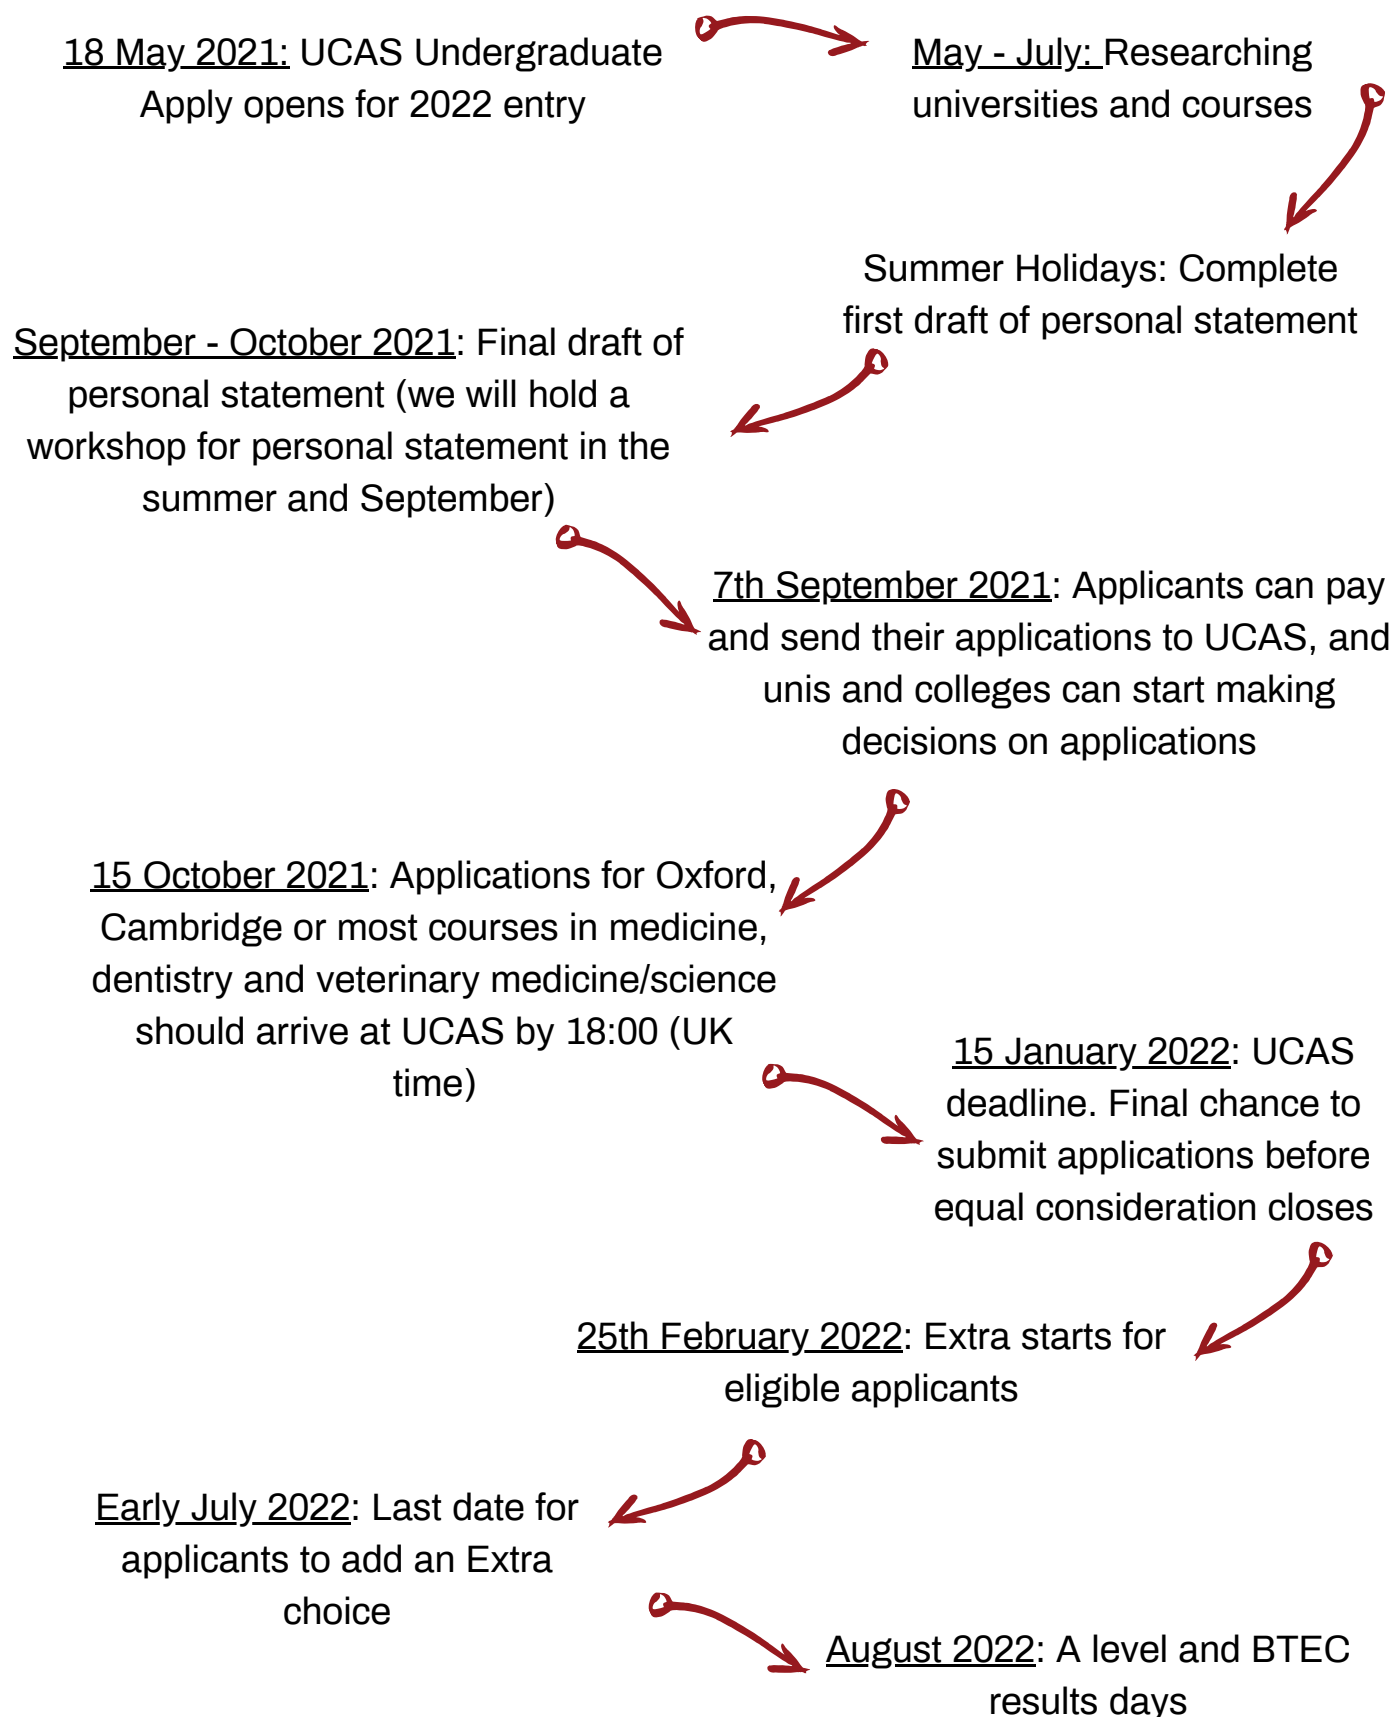 18 May 2021: UCAS Undergraduate
Apply opens for 2022 entry
May - July: Researching
universities and courses
Summer Holidays: Complete
first draft of personal statement
September - October 2021: Final draft of
personal statement (we will hold a
workshop for personal statement in the
summer and September)
7th September 2021: Applicants can pay
and send their applications to UCAS, and
unis and colleges can start making
decisions on applications
15 October 2021: Applications for Oxford,
Cambridge or most courses in medicine,
dentistry and veterinary medicine/science
should arrive at UCAS by 18:00 (UK
time)
15 January 2022: UCAS
deadline. Final chance to
submit applications before
equal consideration closes
25th February 2022: Extra starts for
eligible applicants
Early July 2022: Last date for
applicants to add an Extra
choice
August 2022: A level and BTEC
results days